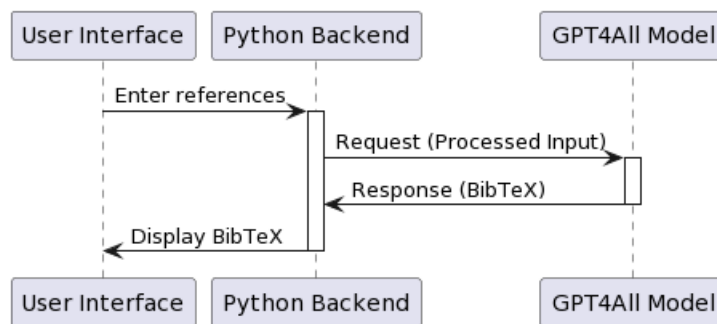 User Interface
Python Backend
GPT4All Model
Enter references
Request (Processed Input)
Response (BibTeX)
Display BibTeX
User Interface
Python Backend
GPT4All Model